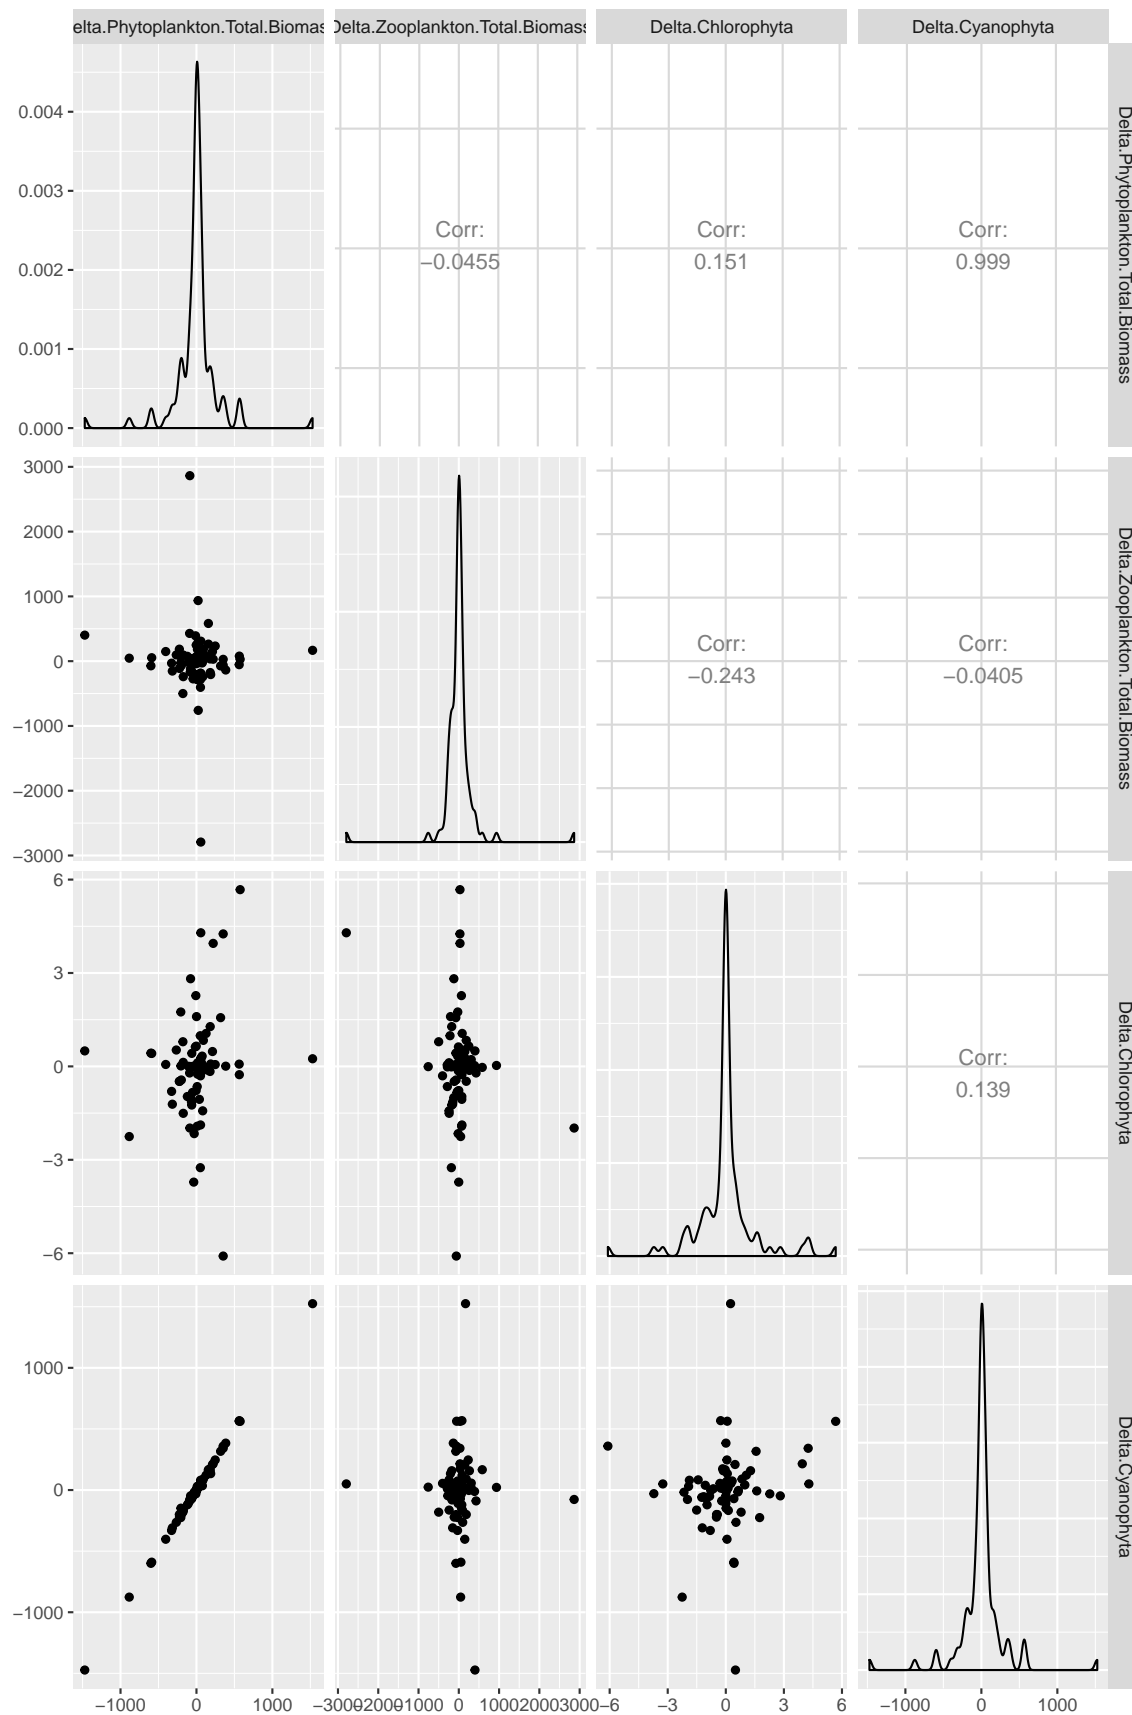 elta.Phytoplankton.Total.Biomas
Delta.Zooplankton.Total.Biomass
Delta.Chlorophyta
Delta.Cyanophyta
0.004
0.003
0.002
0.001
0.000
Corr:
−0.0455
Corr:
0.151
Corr:
0.999
Delta.Phytoplankton.Total.Biomass
3000
2000
1000
0
−1000
−2000
−3000
Corr:
−0.243
Corr:
−0.0405
Delta.Zooplankton.Total.Biomass
6
3
0
−3
−6
Corr:
0.139
Delta.Chlorophyta
1000
0
−1000
Delta.Cyanophyta
−1000 0 1000
−3000 −2000 −1000 0 1000 2000 3000
−6 −3 0 3 6
−1000 0 1000